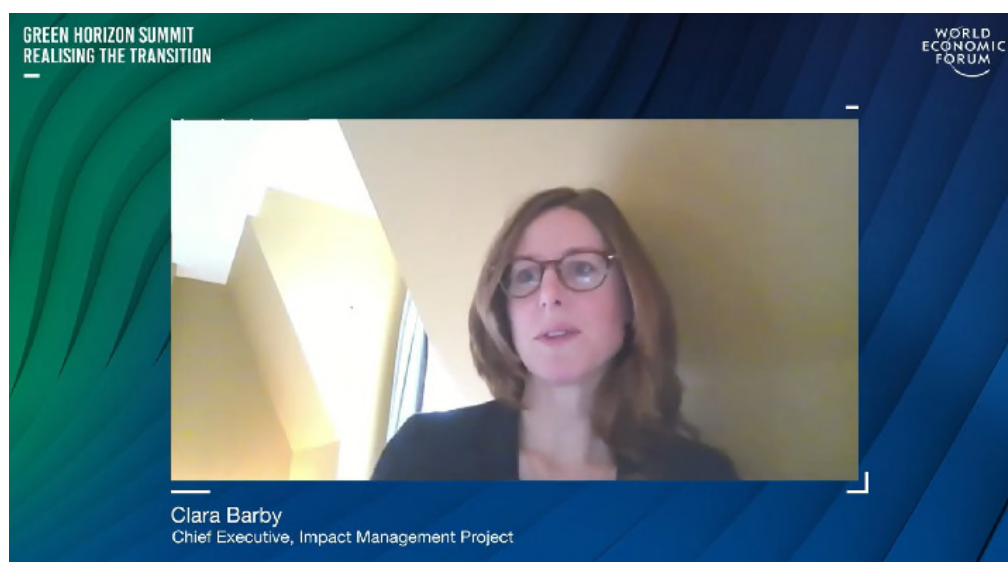 GREEN HORIZON SUMMIT
REALISING THE TRANSITION
WORLD
ECONOMIC
FORUM
Clara Barby
Chief Executive, Impact Management Project